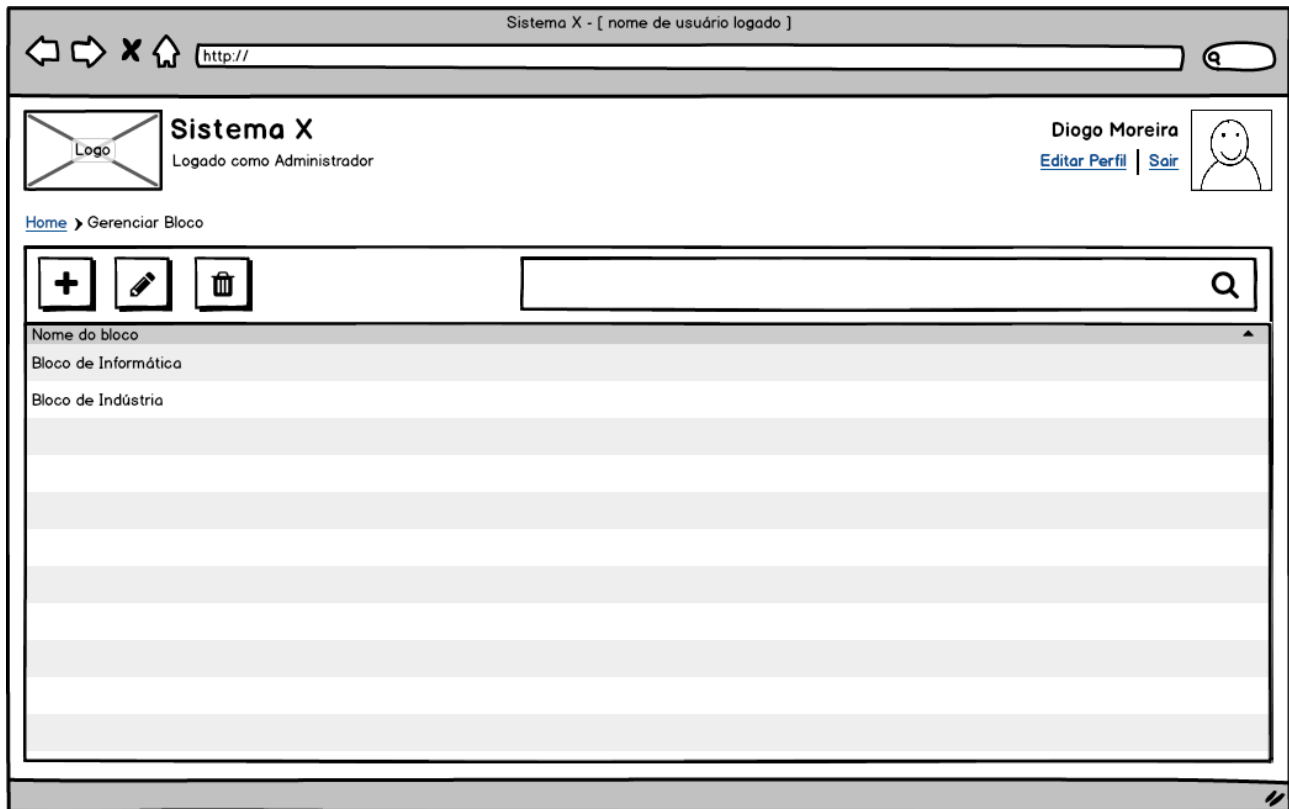 Sistema X - [ nome de usuário logado ]
http://
Logo
Sistema X
Logado como Administrador
Diogo Moreira
Editar Perfil | Sair
Home > Gerenciar Bloco
Nome do bloco
Bloco de Informática
Bloco de Indústria